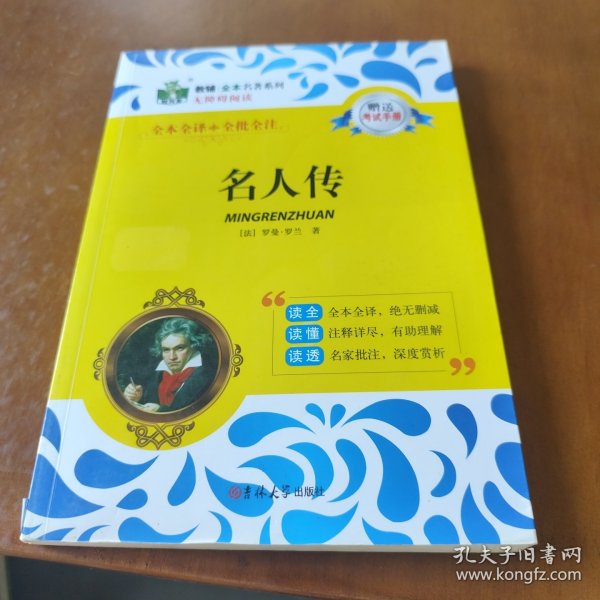 教辅 全本名著系列
无障碍阅读
全本全译+全批全注
赠送
考试手册
名人传
MINGRENZHUAN
[法] 罗曼·罗兰 著
“
读全 全本全译，绝无删减
读懂 注释详尽，有助理解
读透 名家批注，深度赏析
”
吉林大学出版社
孔夫子旧书网
www.kongfz.com